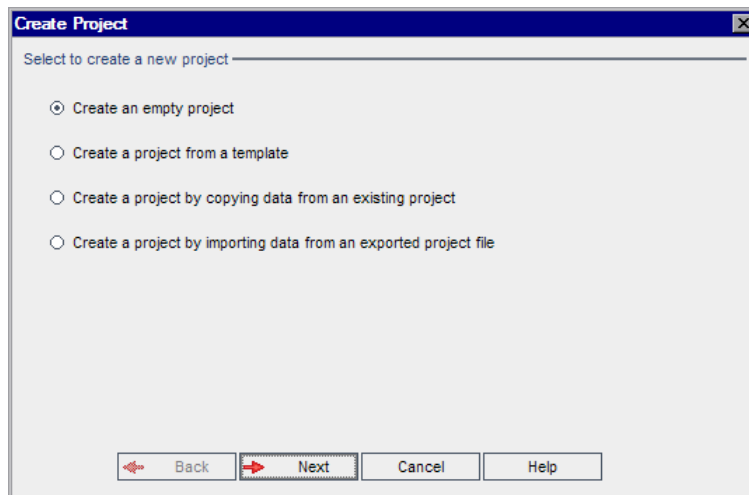 Create Project
Select to create a new project
Create an empty project
Create a project from a template
Create a project by copying data from an existing project
Create a project by importing data from an exported project file
Back Next Cancel Help